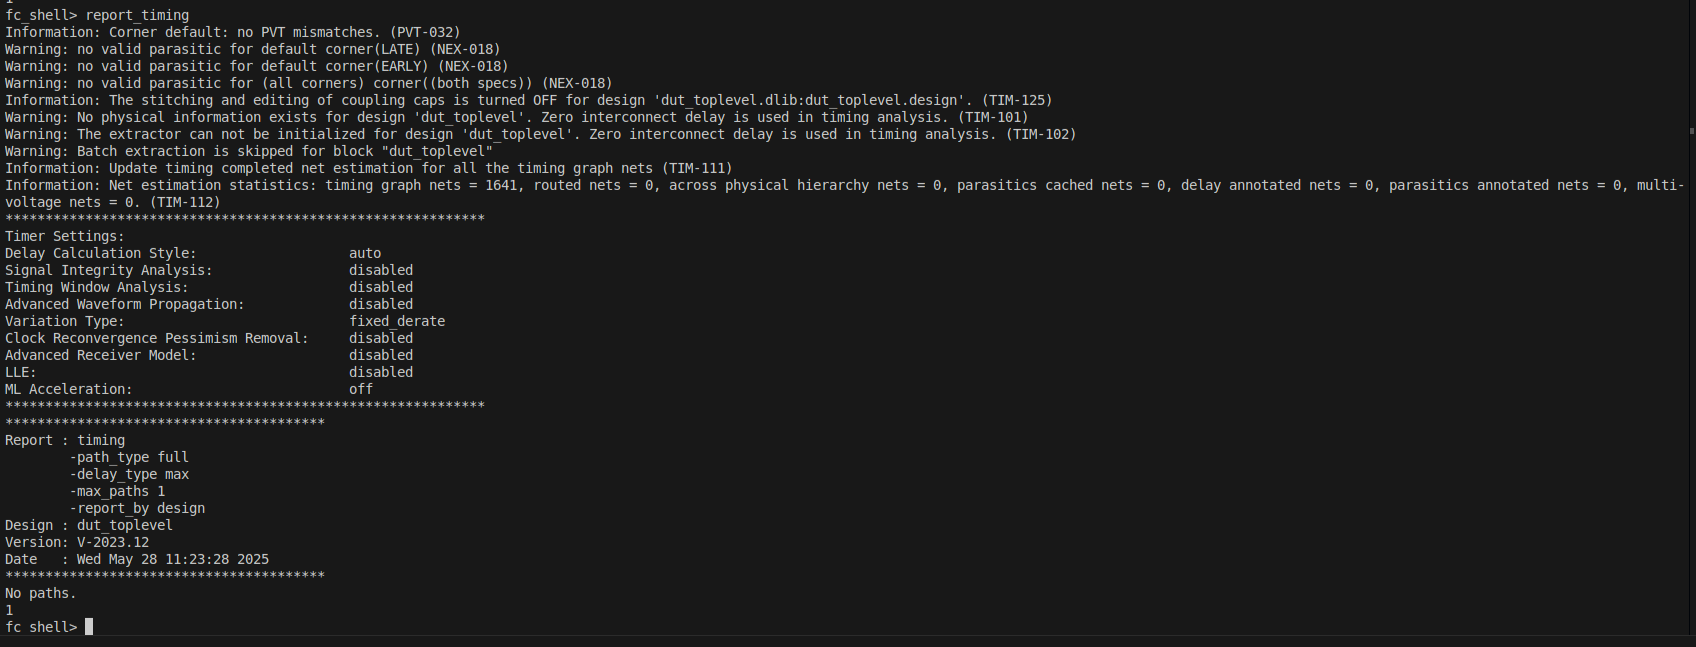 1
fc_shell> report_timing
Information: Corner default: no PVT mismatches. (PVT-032)
Warning: no valid parasitic for default corner(LATE) (NEX-018)
Warning: no valid parasitic for default corner(EARLY) (NEX-018)
Warning: no valid parasitic for (all corners) corner((both specs)) (NEX-018)
Information: The stitching and editing of coupling caps is turned OFF for design 'dut_toplevel.dlib:dut_toplevel.design'. (TIM-125)
Warning: No physical information exists for design 'dut_toplevel'. Zero interconnect delay is used in timing analysis. (TIM-101)
Warning: The extractor can not be initialized for design 'dut_toplevel'. Zero interconnect delay is used in timing analysis. (TIM-102)
Warning: Batch extraction is skipped for block "dut_toplevel"
Information: Update timing completed net estimation for all the timing graph nets (TIM-111)
Information: Net estimation statistics: timing graph nets = 1641, routed nets = 0, across physical hierarchy nets = 0, parasitics cached nets = 0, delay annotated nets = 0, parasitics annotated nets = 0, multi-
voltage nets = 0. (TIM-112)
************************************************************
Timer Settings:
Delay Calculation Style:                   auto
Signal Integrity Analysis:                 disabled
Timing Window Analysis:                    disabled
Advanced Waveform Propagation:             disabled
Variation Type:                            fixed_derate
Clock Reconvergence Pessimism Removal:     disabled
Advanced Receiver Model:                   disabled
LLE:                                       disabled
ML Acceleration:                           off
************************************************************
****************************************
Report : timing
        -path_type full
        -delay_type max
        -max_paths 1
        -report_by design
Design : dut_toplevel
Version: V-2023.12
Date   : Wed May 28 11:23:28 2025
****************************************
No paths.
1
fc_shell>